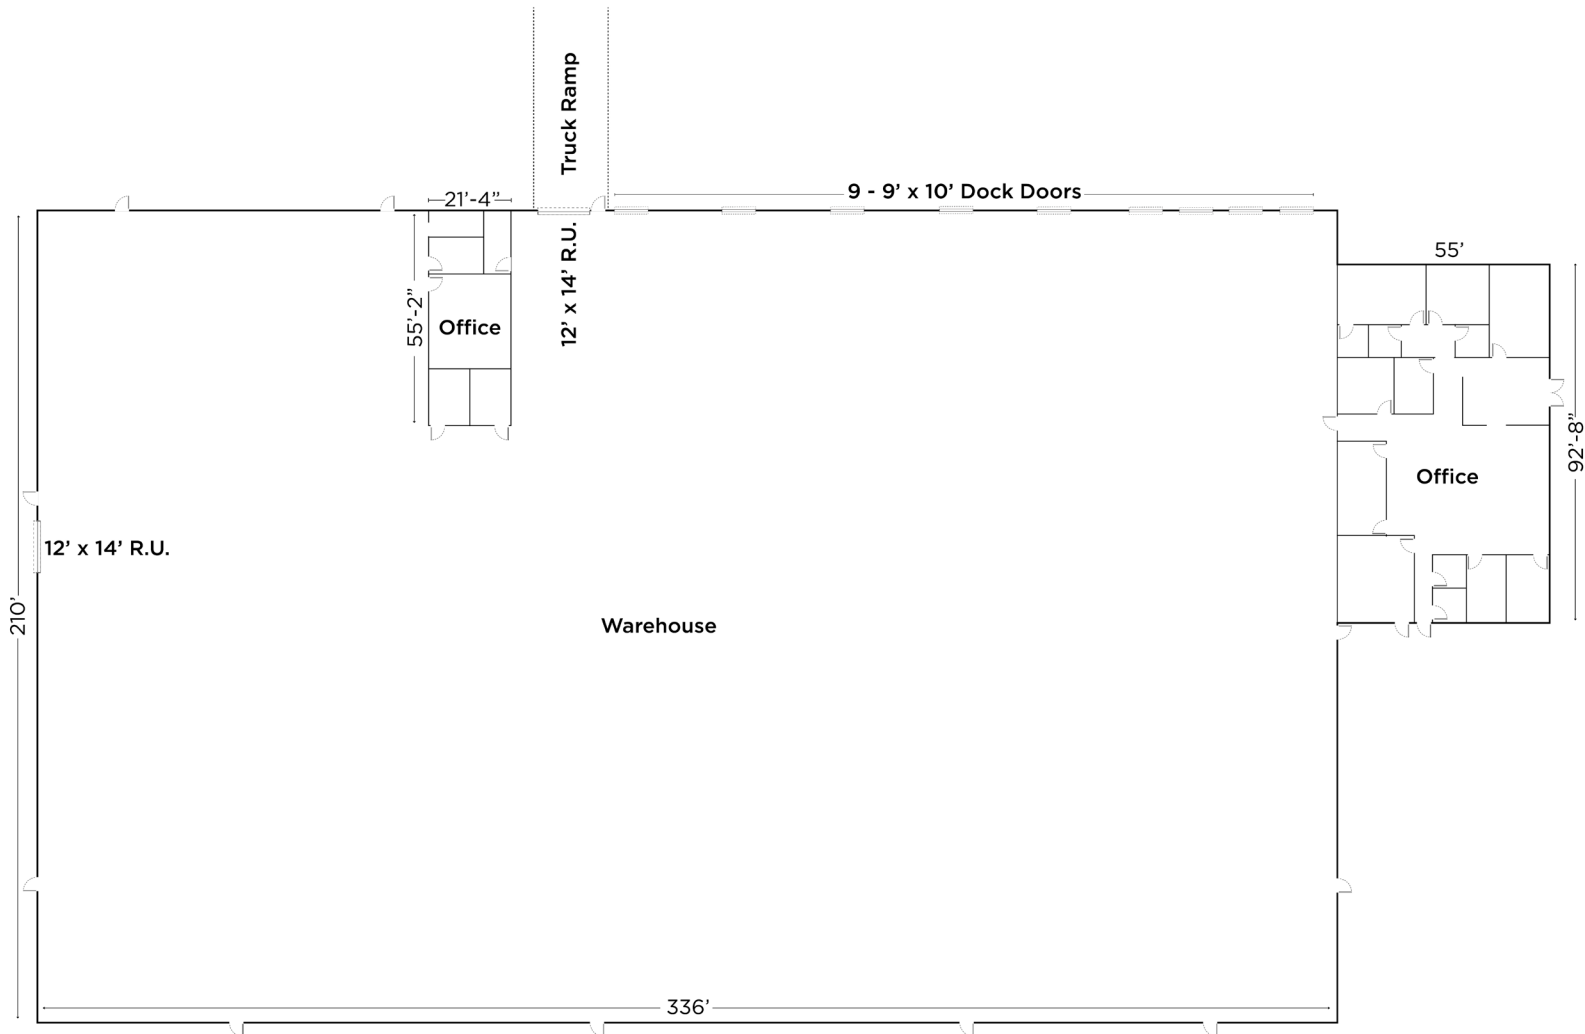 Truck Ramp
9 - 9’ x 10’ Dock Doors
21’-4”
12’ x 14’ R.U.
55’
55’-2”
Office
92’-8”
Office
12’ x 14’ R.U.
210’
Warehouse
336’